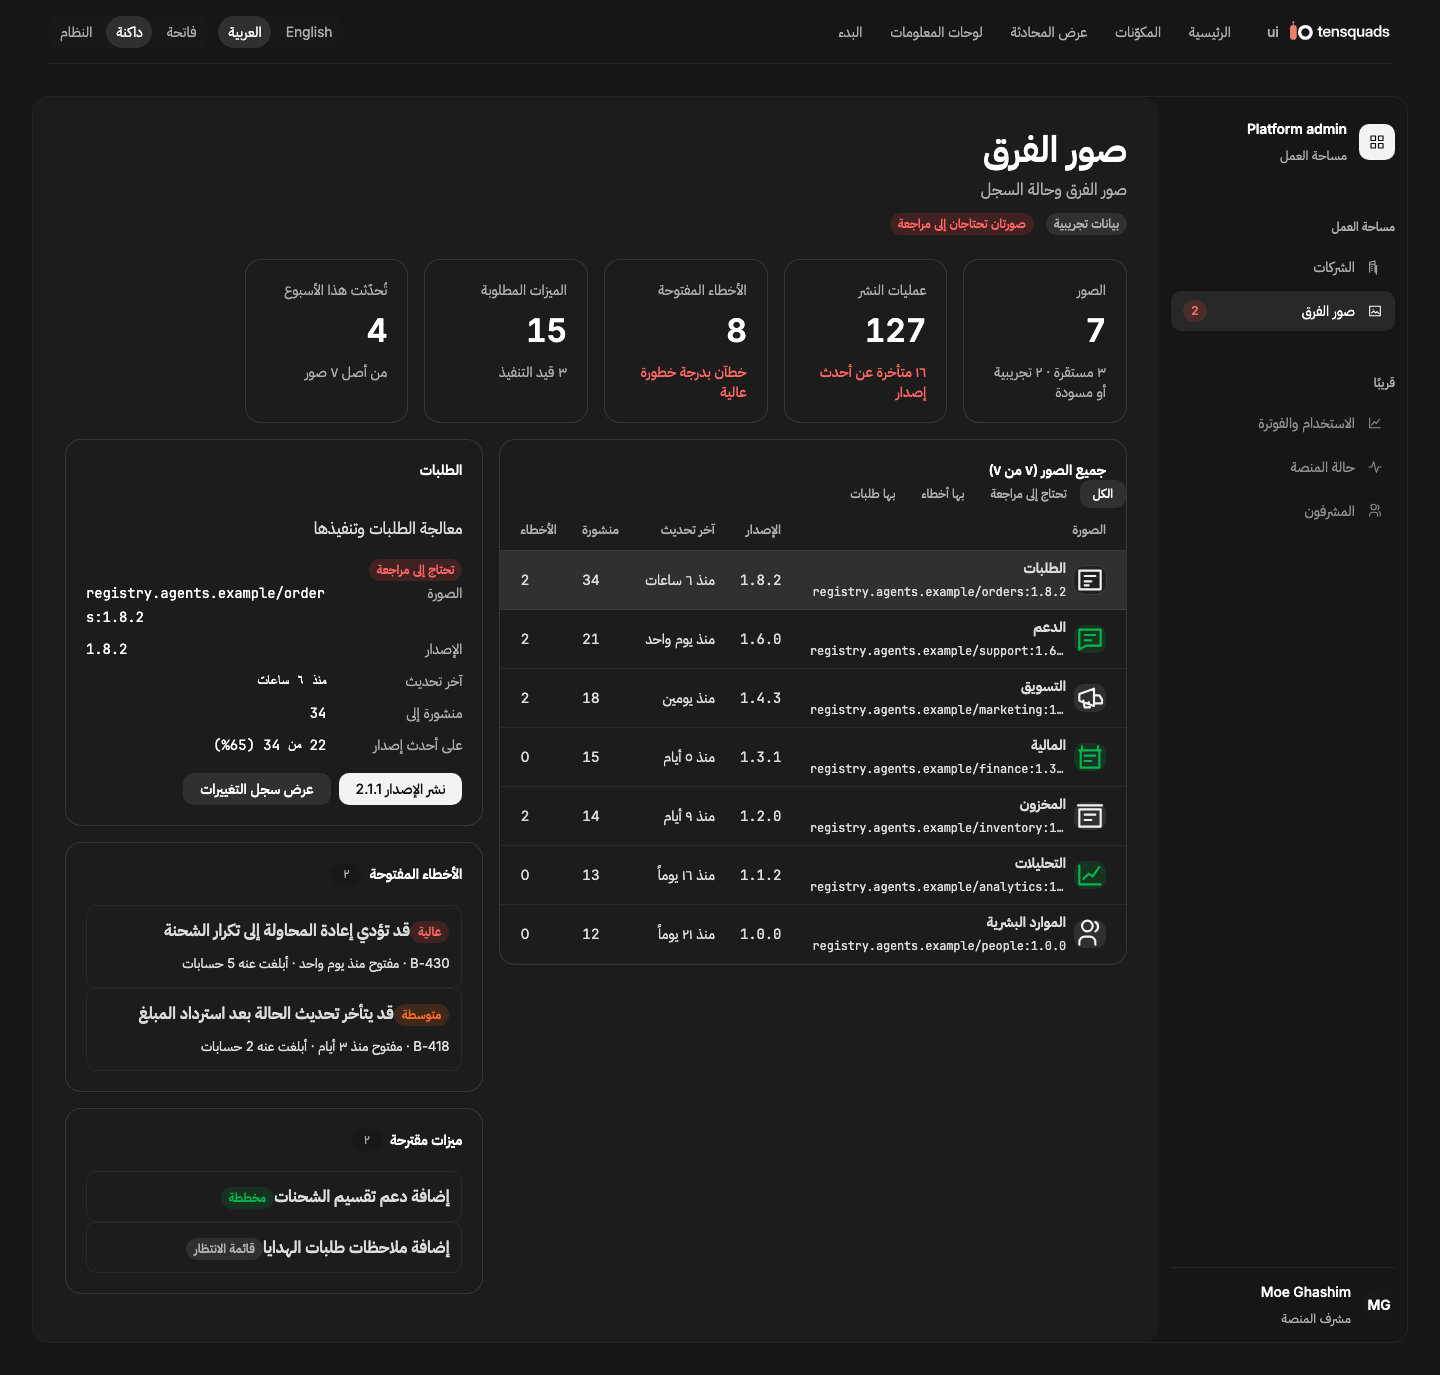 tensquads
ui
الرئيسية
المكوّنات
عرض المحادثة
لوحات المعلومات
البدء
English
العربية
فاتحة
داكنة
النظام
Platform admin
مساحة العمل
مساحة العمل
الشركات
صور الفرق
2
قريبًا
الاستخدام والفوترة
حالة المنصة
المشرفون
MG
Moe Ghashim
مشرف المنصة
صور الفرق
صور الفرق وحالة السجل
بيانات تجريبية
صورتان تحتاجان إلى مراجعة
الصور
7
٣ مستقرة · ٢ تجريبية
أو مسودة
عمليات النشر
127
١٦ متأخرة عن أحدث
إصدار
الأخطاء المفتوحة
8
خطآن بدرجة خطورة
عالية
الميزات المطلوبة
15
٣ قيد التنفيذ
تُحدّثت هذا الأسبوع
4
من أصل ٧ صور
جميع الصور (٧ من ٧)
الكل
تحتاج إلى مراجعة
بها أخطاء
بها طلبات
الصورة الإصدار آخر تحديث منشورة الأخطاء
الطلبات
registry.agents.example/orders:1.8.2
1.8.2 منذ ٦ ساعات 34 2
الدعم
registry.agents.example/support:1.6…
1.6.0 منذ يوم واحد 21 2
التسويق
registry.agents.example/marketing:1…
1.4.3 منذ يومين 18 2
المالية
registry.agents.example/finance:1.3…
1.3.1 منذ ٥ أيام 15 0
المخزون
registry.agents.example/inventory:1…
1.2.0 منذ ٩ أيام 14 2
التحليلات
registry.agents.example/analytics:1…
1.1.2 منذ ١٦ يوماً 13 0
الموارد البشرية
registry.agents.example/people:1.0.0
1.0.0 منذ ٢١ يوماً 12 0
الطلبات
معالجة الطلبات وتنفيذها
تحتاج إلى مراجعة
الصورة
registry.agents.example/order
s:1.8.2
الإصدار 1.8.2
آخر تحديث منذ ٦ ساعات
منشورة إلى 34
على أحدث إصدار 22 من 34 (65%)
نشر الإصدار 2.1.1
عرض سجل التغييرات
الأخطاء المفتوحة ٢
عالية قد تؤدي إعادة المحاولة إلى تكرار الشحنة
B-430 · مفتوح منذ يوم واحد · أبلغت عنه 5 حسابات
متوسطة قد يتأخر تحديث الحالة بعد استرداد المبلغ
B-418 · مفتوح منذ ٣ أيام · أبلغت عنه 2 حسابات
ميزات مقترحة ٢
إضافة دعم تقسيم الشحنات مخططة
إضافة ملاحظات طلبات الهدايا قائمة الانتظار